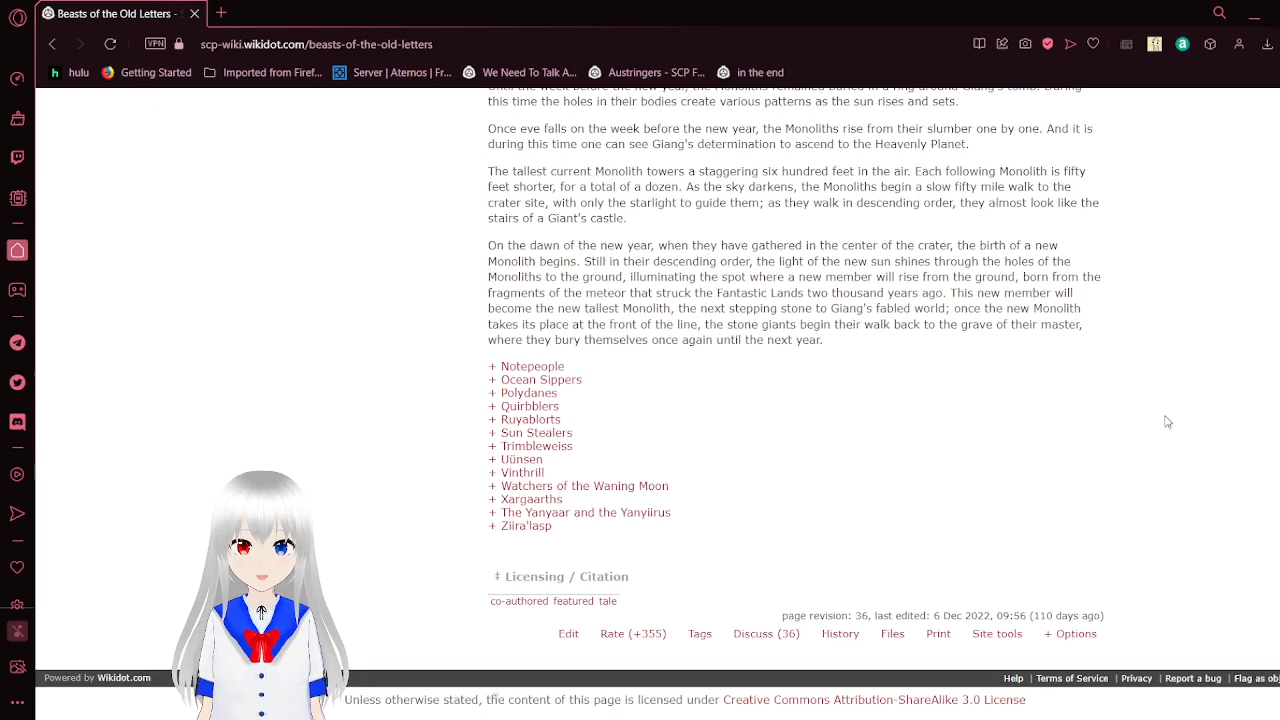 Beasts of the Old Letters -
VPN
scp-wiki.wikidot.com/beasts-of-the-old-letters
hulu
Getting Started
Imported from Firef...
Server | Aternos | Fr...
We Need To Talk A...
Austringers - SCP F...
in the end
Until the week before the new year, the Monoliths remained buried in a ring around Giang's tomb. During
this time the holes in their bodies create various patterns as the sun rises and sets.
Once eve falls on the week before the new year, the Monoliths rise from their slumber one by one. And it is
during this time one can see Giang's determination to ascend to the Heavenly Planet.
The tallest current Monolith towers a staggering six hundred feet in the air. Each following Monolith is fifty
feet shorter, for a total of a dozen. As the sky darkens, the Monoliths begin a slow fifty mile walk to the
crater site, with only the starlight to guide them; as they walk in descending order, they almost look like the
stairs of a Giant's castle.
On the dawn of the new year, when they have gathered in the center of the crater, the birth of a new
Monolith begins. Still in their descending order, the light of the new sun shines through the holes of the
Monoliths to the ground, illuminating the spot where a new member will rise from the ground, born from the
fragments of the meteor that struck the Fantastic Lands two thousand years ago. This new member will
become the new tallest Monolith, the next stepping stone to Giang's fabled world; once the new Monolith
takes its place at the front of the line, the stone giants begin their walk back to the grave of their master,
where they bury themselves once again until the next year.
+ Notepeople
+ Ocean Sippers
+ Polydanes
+ Quirbblers
+ Ruyablorts
+ Sun Stealers
+ Trimbleweiss
+ Uünsen
+ Vinthrill
+ Watchers of the Waning Moon
+ Xargaarths
+ The Yanyaar and the Yanyiirus
+ Ziira'lasp
‡ Licensing / Citation
co-authored featured tale
page revision: 36, last edited: 6 Dec 2022, 09:56 (110 days ago)
Edit Rate (+355) Tags Discuss (36) History Files Print Site tools + Options
Powered by Wikidot.com
Help | Terms of Service | Privacy | Report a bug | Flag as ob
Unless otherwise stated, the content of this page is licensed under Creative Commons Attribution-ShareAlike 3.0 License